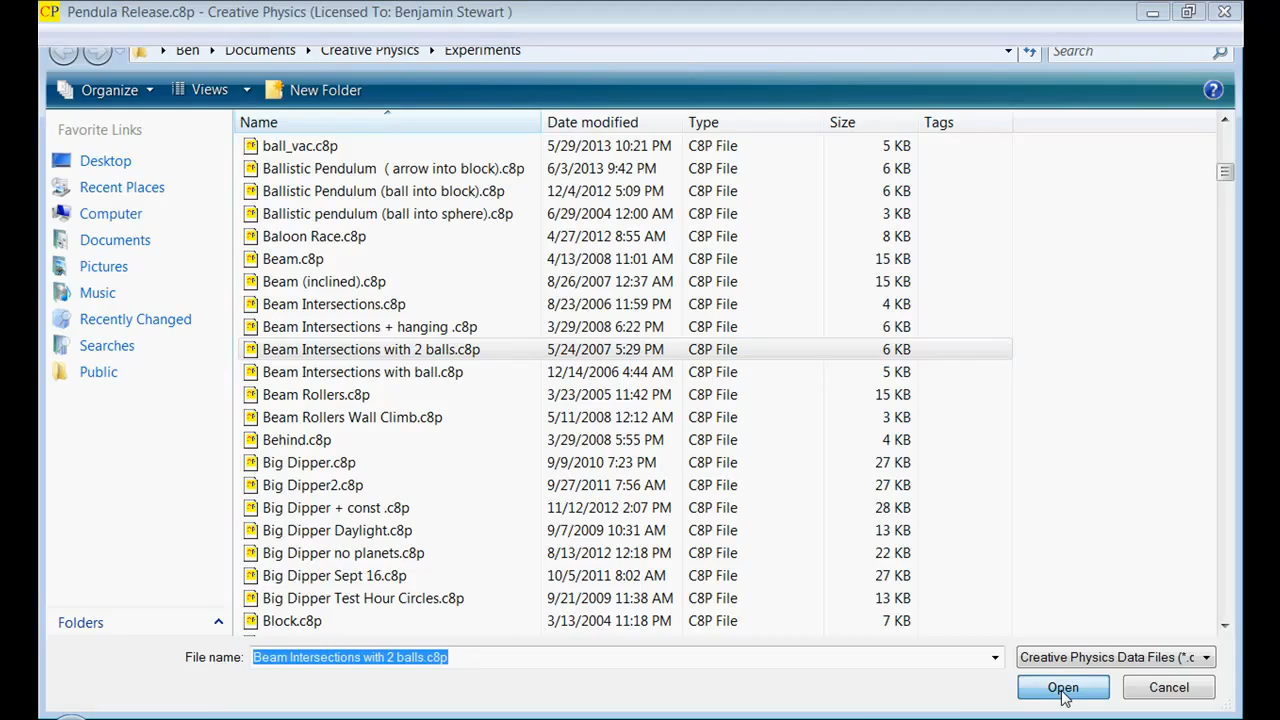 CP Pendula Release.c8p - Creative Physics (Licensed To: Benjamin Stewart )
Ben Documents Creative Physics Experiments Search
Organize Views New Folder ?
Favorite Links
Desktop
Recent Places
Computer
Documents
Pictures
Music
Recently Changed
Searches
Public
Folders
Name Date modified Type Size Tags
ball_vac.c8p 5/29/2013 10:21 PM C8P File 5 KB
Ballistic Pendulum ( arrow into block).c8p 6/3/2013 9:42 PM C8P File 6 KB
Ballistic Pendulum (ball into block).c8p 12/4/2012 5:09 PM C8P File 6 KB
Ballistic pendulum (ball into sphere).c8p 6/29/2004 12:00 AM C8P File 3 KB
Baloon Race.c8p 4/27/2012 8:55 AM C8P File 8 KB
Beam.c8p 4/13/2008 11:01 AM C8P File 15 KB
Beam (inclined).c8p 8/26/2007 12:37 AM C8P File 15 KB
Beam Intersections.c8p 8/23/2006 11:59 PM C8P File 4 KB
Beam Intersections + hanging .c8p 3/29/2008 6:22 PM C8P File 6 KB
Beam Intersections with 2 balls.c8p 5/24/2007 5:29 PM C8P File 6 KB
Beam Intersections with ball.c8p 12/14/2006 4:44 AM C8P File 5 KB
Beam Rollers.c8p 3/23/2005 11:42 PM C8P File 15 KB
Beam Rollers Wall Climb.c8p 5/11/2008 12:12 AM C8P File 3 KB
Behind.c8p 3/29/2008 5:55 PM C8P File 4 KB
Big Dipper.c8p 9/9/2010 7:23 PM C8P File 27 KB
Big Dipper2.c8p 9/27/2011 7:56 AM C8P File 27 KB
Big Dipper + const .c8p 11/12/2012 2:07 PM C8P File 28 KB
Big Dipper Daylight.c8p 9/7/2009 10:31 AM C8P File 13 KB
Big Dipper no planets.c8p 8/13/2012 12:18 PM C8P File 22 KB
Big Dipper Sept 16.c8p 10/5/2011 8:02 AM C8P File 27 KB
Big Dipper Test Hour Circles.c8p 9/21/2009 11:38 AM C8P File 13 KB
Block.c8p 3/13/2004 11:18 PM C8P File 7 KB
File name: Beam Intersections with 2 balls.c8p Creative Physics Data Files (*.c
Open Cancel